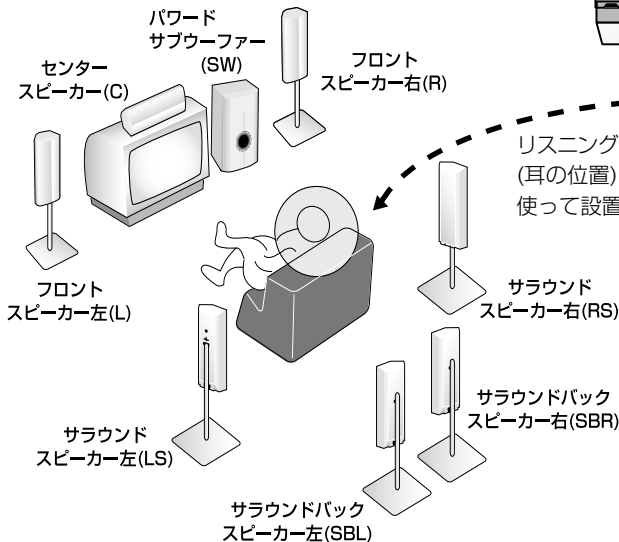 パワード
サブウーファー
(SW)
フロント
スピーカー右(R)
センター
スピーカー(C)
リスニング
(耳の位置)
使って設置
フロント
スピーカー左(L)
サラウンド
スピーカー右(RS)
サラウンドバック
スピーカー右(SBR)
サラウンド
スピーカー左(LS)
サラウンドバック
スピーカー左(SBL)